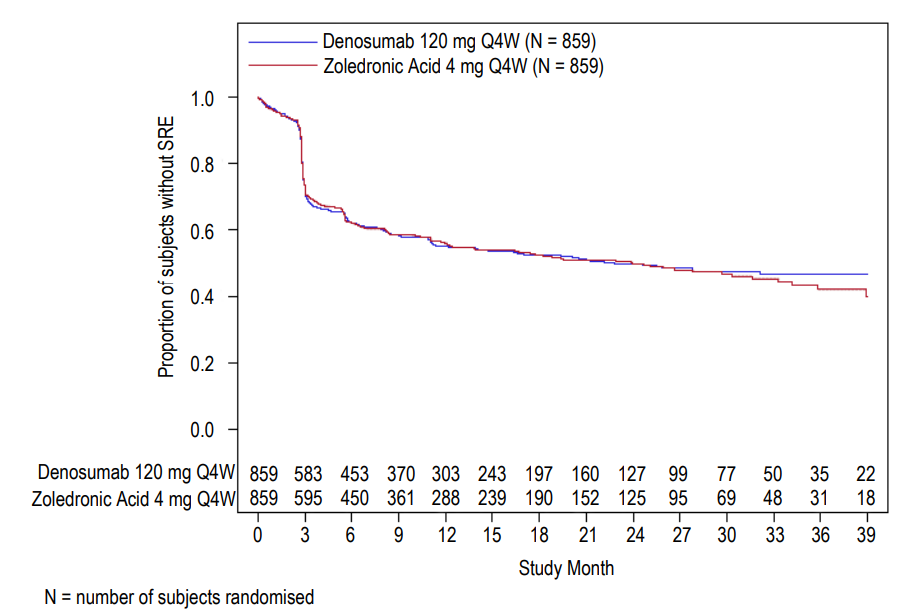 Denosumab 120 mg Q4W (N = 859)
Zoledronic Acid 4 mg Q4W (N = 859)
Proportion of subjects without SRE
1.0
0.8
0.6
0.4
0.2
0.0
Denosumab 120 mg Q4W 859 583 453 370 303 243 197 160 127 99 77 50 35 22
Zoledronic Acid 4 mg Q4W 859 595 450 361 288 239 190 152 125 95 69 48 31 18
0 3 6 9 12 15 18 21 24 27 30 33 36 39
Study Month
N = number of subjects randomised